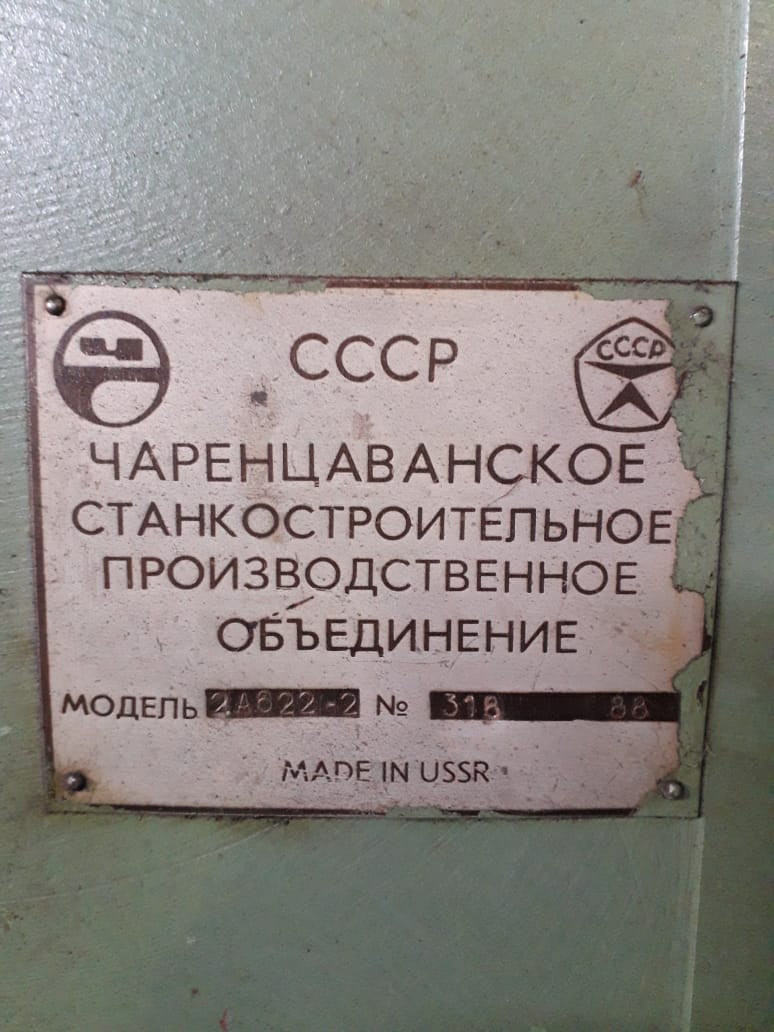 Ч
СССР
СССР
ЧАРЕНЦАВАНСКОЕ
СТАНКОСТРОИТЕЛЬНОЕ
ПРОИЗВОДСТВЕННОЕ
ОБЪЕДИНЕНИЕ
МОДЕЛЬ 2А622-2 № 318 88
MADE IN USSR